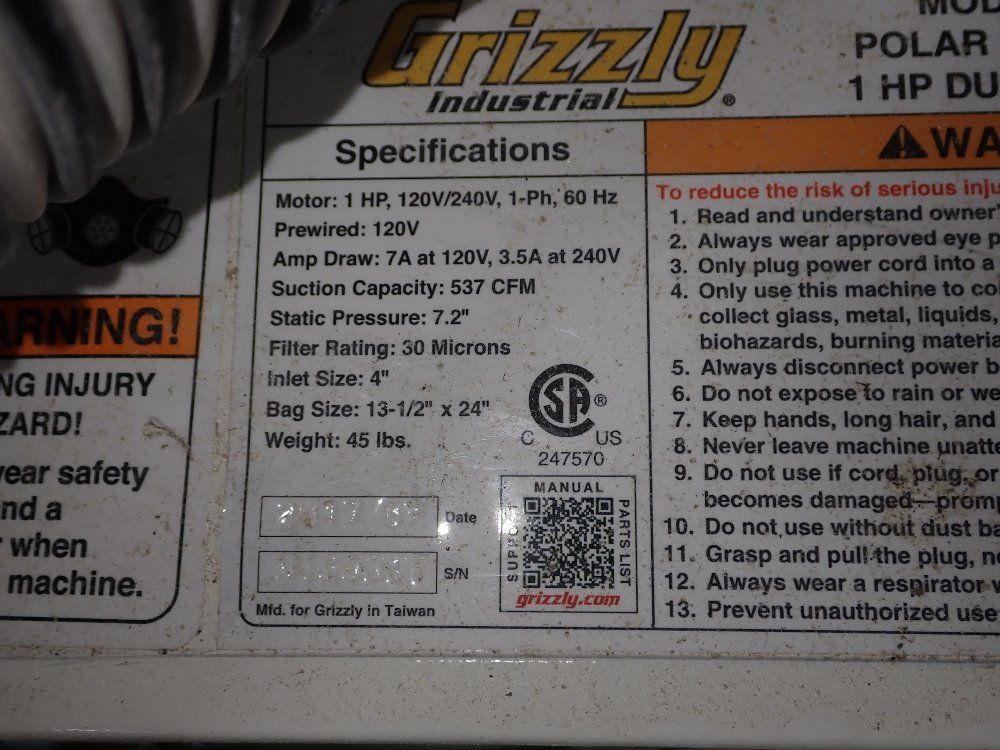 Grizzly
Industrial ®
POLAR
1 HP DU
Specifications
Motor: 1 HP, 120V/240V, 1-Ph, 60 Hz
Prewired: 120V
Amp Draw: 7A at 120V, 3.5A at 240V
Suction Capacity: 537 CFM
Static Pressure: 7.2"
Filter Rating: 30 Microns
Inlet Size: 4"
Bag Size: 13-1/2" x 24"
Weight: 45 lbs.
SA ®
C US
247570
Date
S/N
Mfd. for Grizzly in Taiwan
MANUAL
SUPPORT
PARTS LIST
grizzly.com
WA
To reduce the risk of serious inju
1. Read and understand owner'
2. Always wear approved eye p
3. Only plug power cord into a
4. Only use this machine to co
collect glass, metal, liquids,
biohazards, burning materia
5. Always disconnect power b
6. Do not expose to rain or we
7. Keep hands, long hair, and
8. Never leave machine unatte
9. Do not use if cord, plug, or
becomes damaged—promp
10. Do not use without dust ba
11. Grasp and pull the plug, no
12. Always wear a respirator w
13. Prevent unauthorized use
ARNING!
NG INJURY
ZARD!
wear safety
nd a
r when
machine.